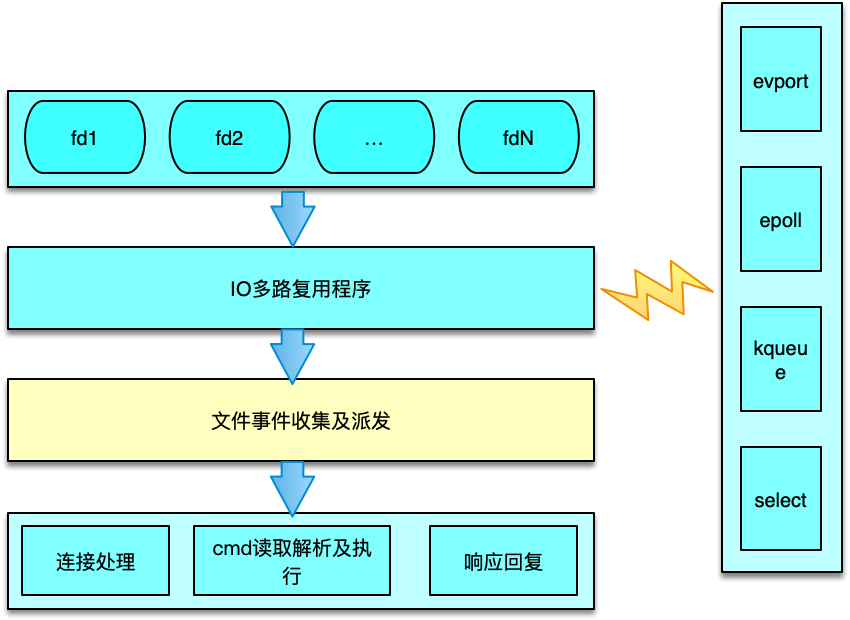 fd1
fd2
…
fdN
IO多路复用程序
文件事件收集及派发
连接处理
cmd读取解析及执
行
响应回复
evport
epoll
kqueu
e
select